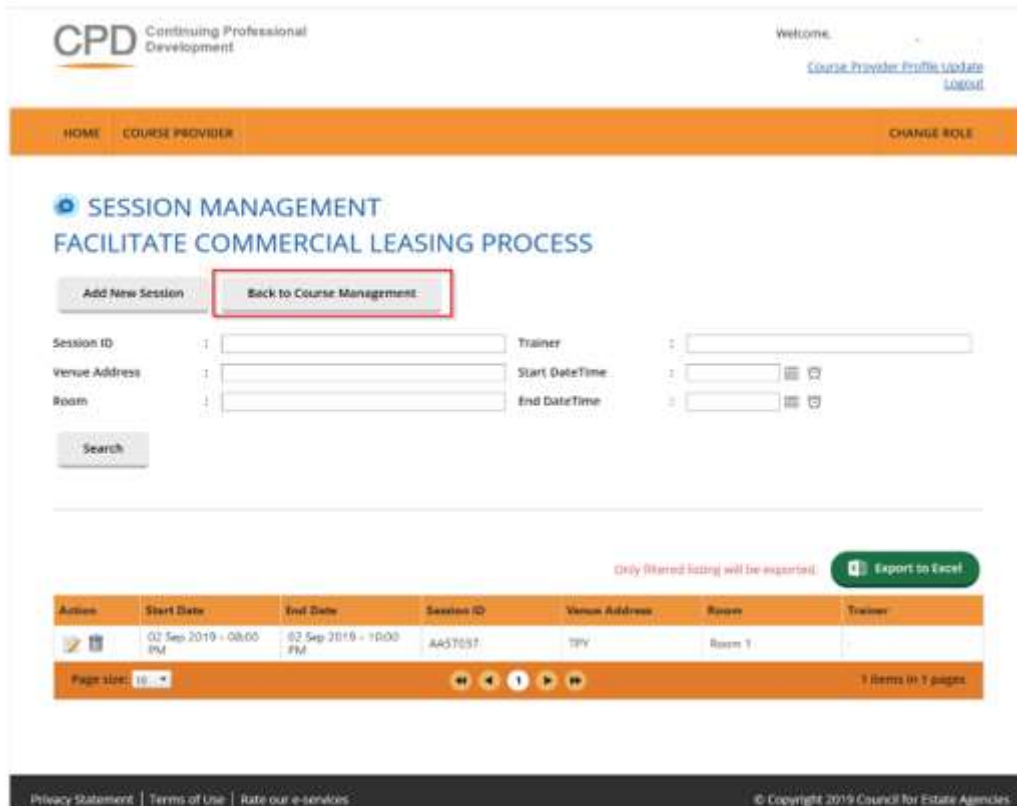 CPD Continuing Professional
Development
Welcome,
Course Provider Profile Update
Logout
HOME COURSE PROVIDER CHANGE ROLE
SESSION MANAGEMENT
FACILITATE COMMERCIAL LEASING PROCESS
Add New Session Back to Course Management
Session ID : Trainer :
Venue Address : Start DateTime :
Room : End DateTime :
Search
Only filtered listing will be exported. Export to Excel
Action Start Date End Date Session ID Venue Address Room Trainer
02 Sep 2019 - 08:00 PM 02 Sep 2019 - 10:00 PM TPY Room 1
Page size: 10 1 1 items in 1 pages
Privacy Statement | Terms of Use | Rate our e-services © Copyright 2019 Council for Estate Agencies